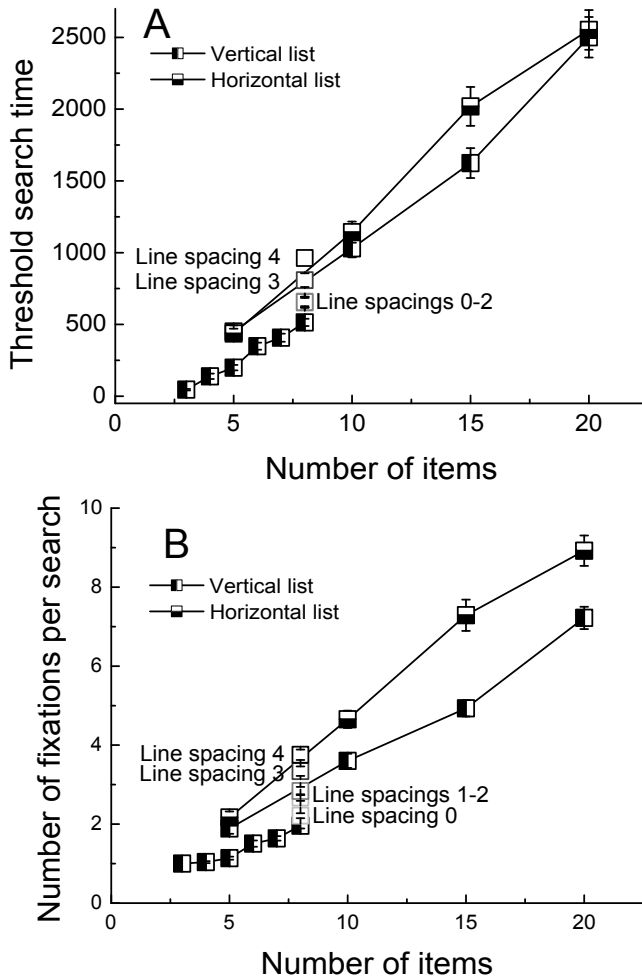 A
2500
Vertical list
Horizontal list
2000
1500
Threshold search time
1000
Line spacing 4
Line spacing 3
Line spacings 0-2
500
0
0 5 10 15 20
Number of items
10
B
8
Vertical list
Horizontal list
6
Number of fixations per search
4
Line spacing 4
Line spacing 3
Line spacings 1-2
2
Line spacing 0
0
0 5 10 15 20
Number of items